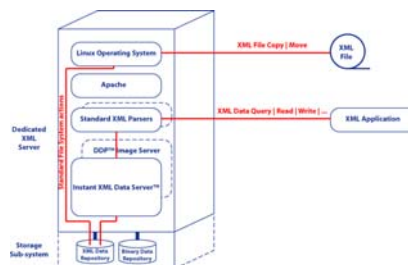 Linux Operating System
XML File Copy | Move
XML
File
Apache
Standard XML Parsers
XML Data Query | Read | Write | ...
XML Application
Dedicated
XML
Server
Standard File System actions
DDP™ Image Server
Instant XML Data Server™
Storage
Sub-system
XML Data
Repository
Binary Data
Repository